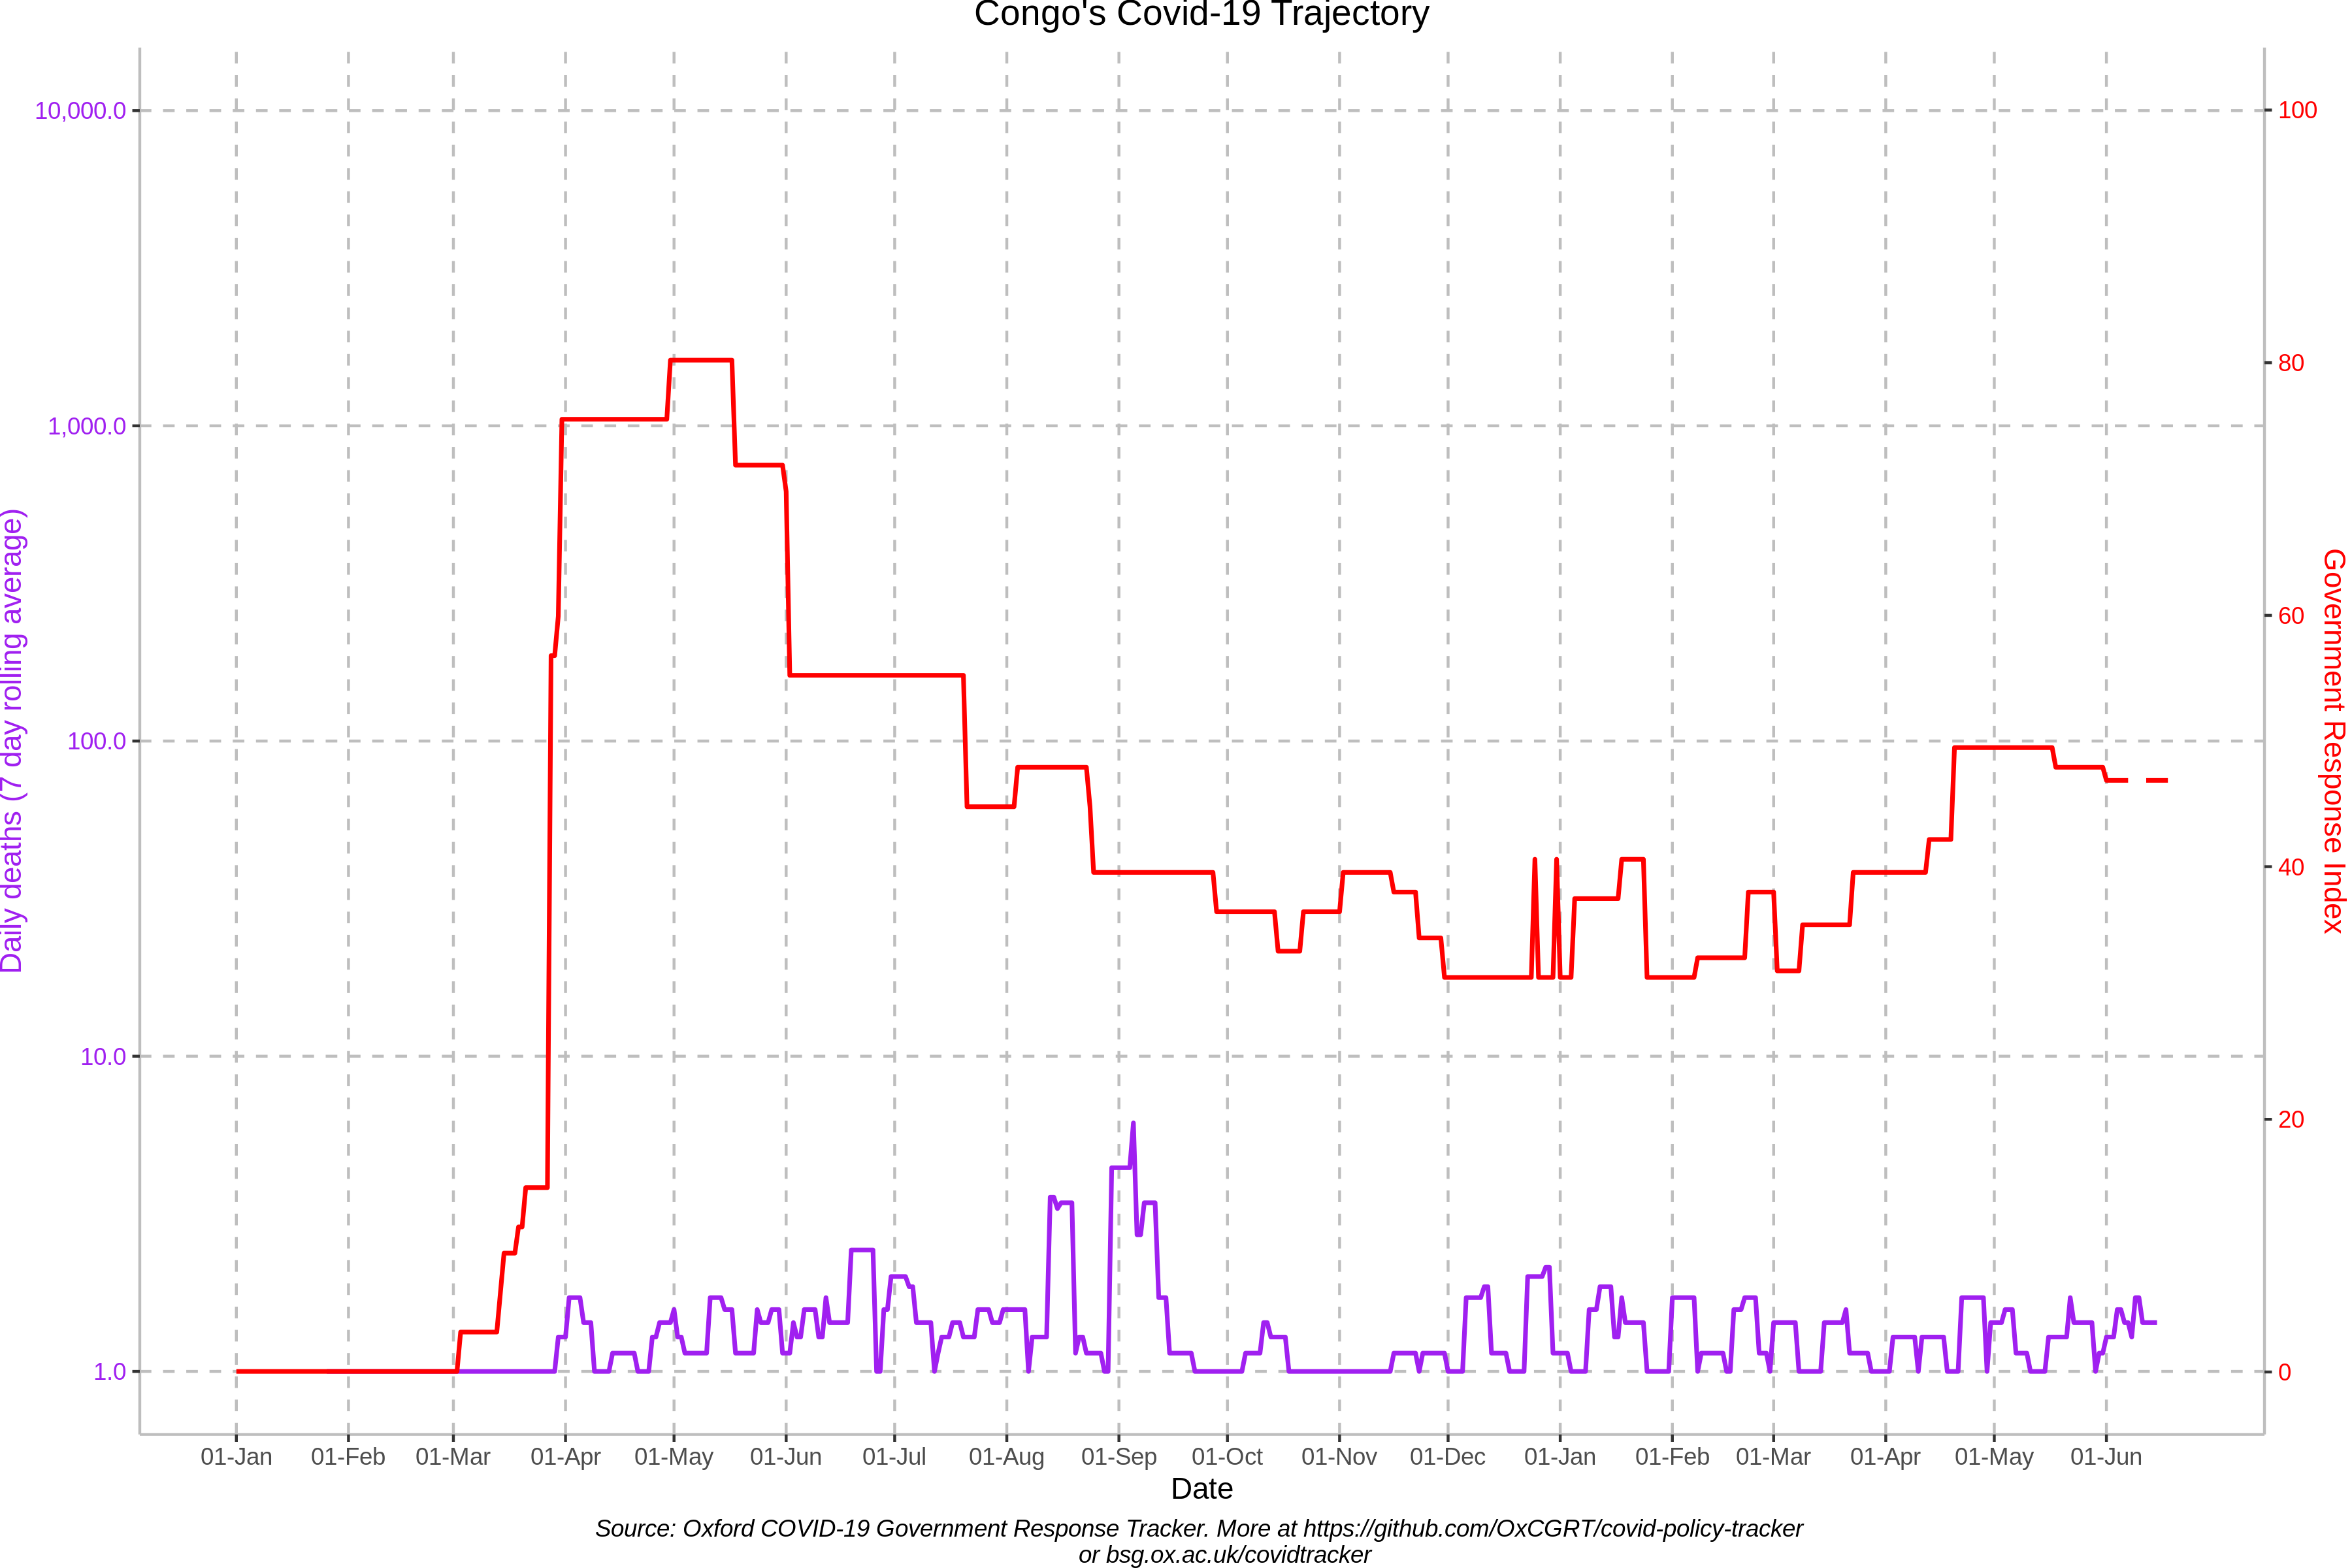 Congo's Covid-19 Trajectory
10,000.0
1,000.0
100.0
10.0
1.0
Daily deaths (7 day rolling average)
100
80
60
40
20
0
Government Response Index
01-Jan 01-Feb 01-Mar 01-Apr 01-May 01-Jun 01-Jul 01-Aug 01-Sep 01-Oct 01-Nov 01-Dec 01-Jan 01-Feb 01-Mar 01-Apr 01-May 01-Jun
Date
Source: Oxford COVID-19 Government Response Tracker. More at https://github.com/OxCGRT/covid-policy-tracker
or bsg.ox.ac.uk/covidtracker